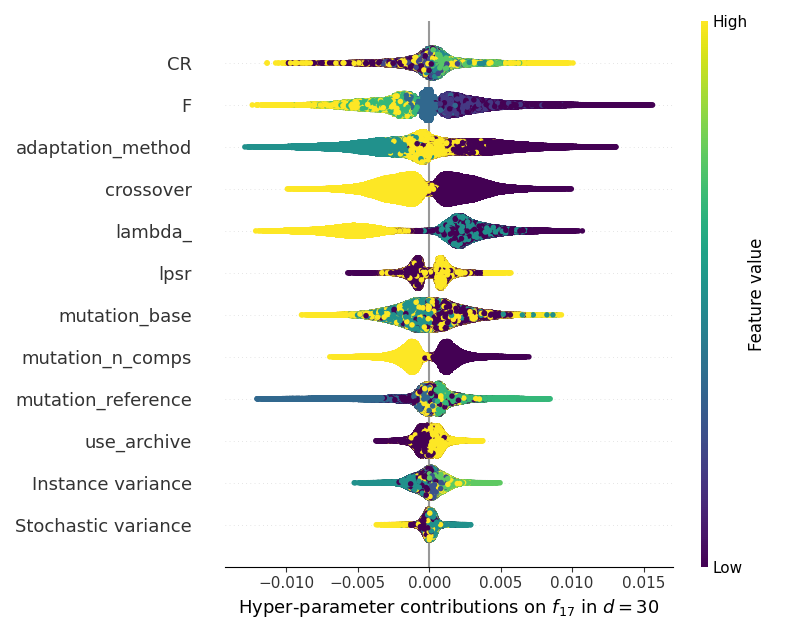 High
CR
F
adaptation_method
crossover
lambda_
lpsr
mutation_base
mutation_n_comps
mutation_reference
use_archive
Instance variance
Stochastic variance
Feature value
Low
−0.010 −0.005 0.000 0.005 0.010 0.015
Hyper-parameter contributions on f17 in d = 30